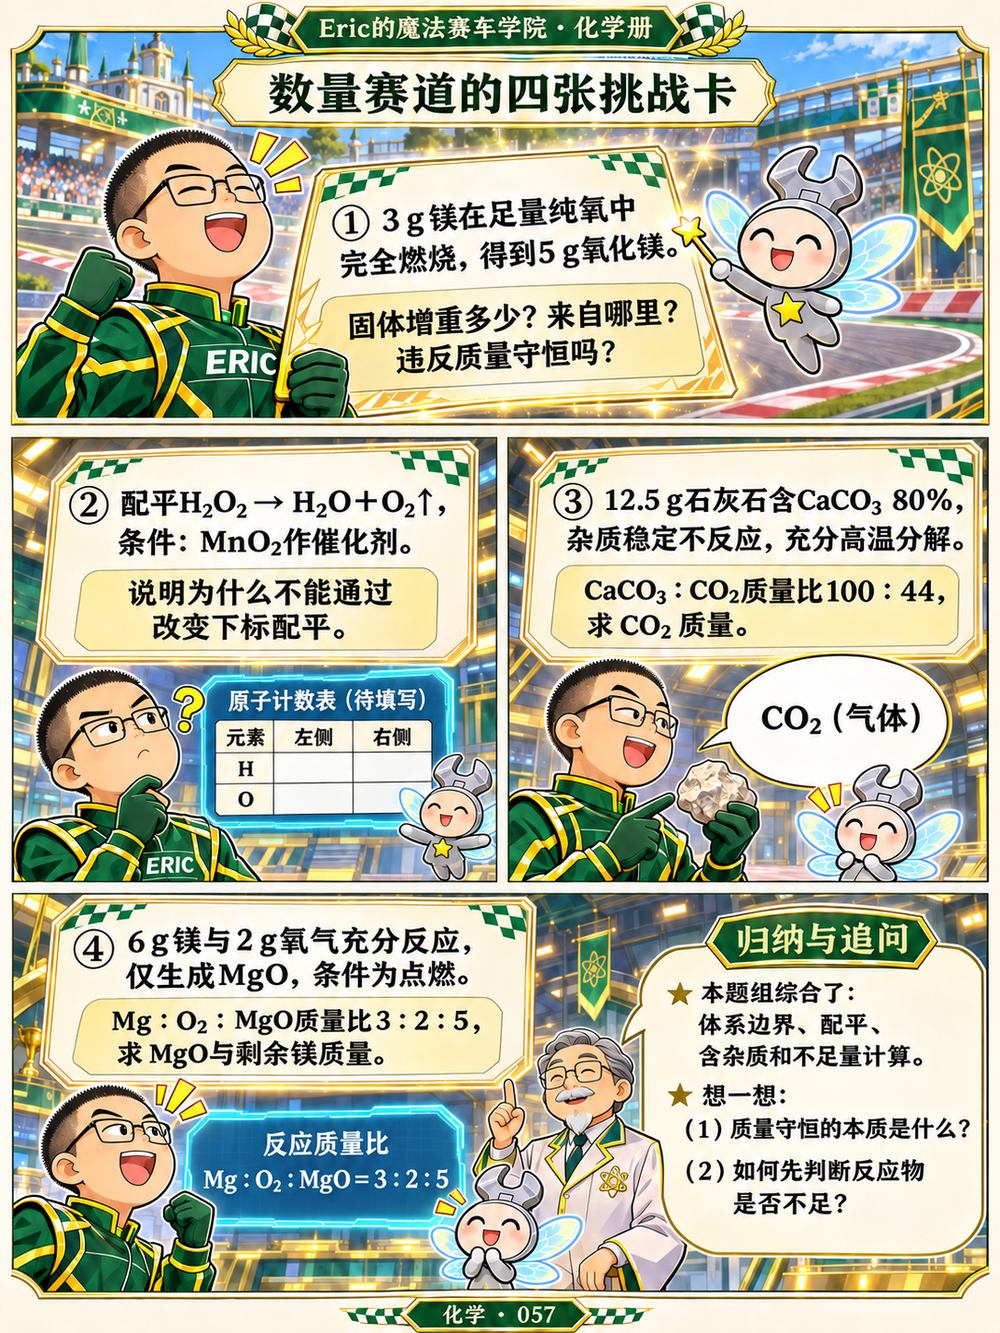 Eric的魔法赛车学院·化学册
数量赛道的四张挑战卡
① 3g镁在足量纯氧中
完全燃烧，得到5g氧化镁。
固体增重多少？来自哪里？
违反质量守恒吗？
ERIC
② 配平H₂O₂→H₂O＋O₂↑，
条件：MnO₂作催化剂。
说明为什么不能通过
改变下标配平。
?
原子计数表（待填写）
元素 左侧 右侧
H
O
ERIC
③ 12.5g石灰石含CaCO₃ 80%，
杂质稳定不反应，充分高温分解。
CaCO₃：CO₂质量比100：44，
求 CO₂ 质量。
CO₂（气体）
④ 6g镁与2g氧气充分反应，
仅生成MgO，条件为点燃。
Mg：O₂：MgO质量比3：2：5，
求 MgO与剩余镁质量。
反应质量比
Mg：O₂：MgO＝3：2：5
归纳与追问
★ 本题组综合了：
体系边界、配平、
含杂质和不足量计算。
★ 想一想：
(1) 质量守恒的本质是什么？
(2) 如何先判断反应物
是否不足？
化学·057